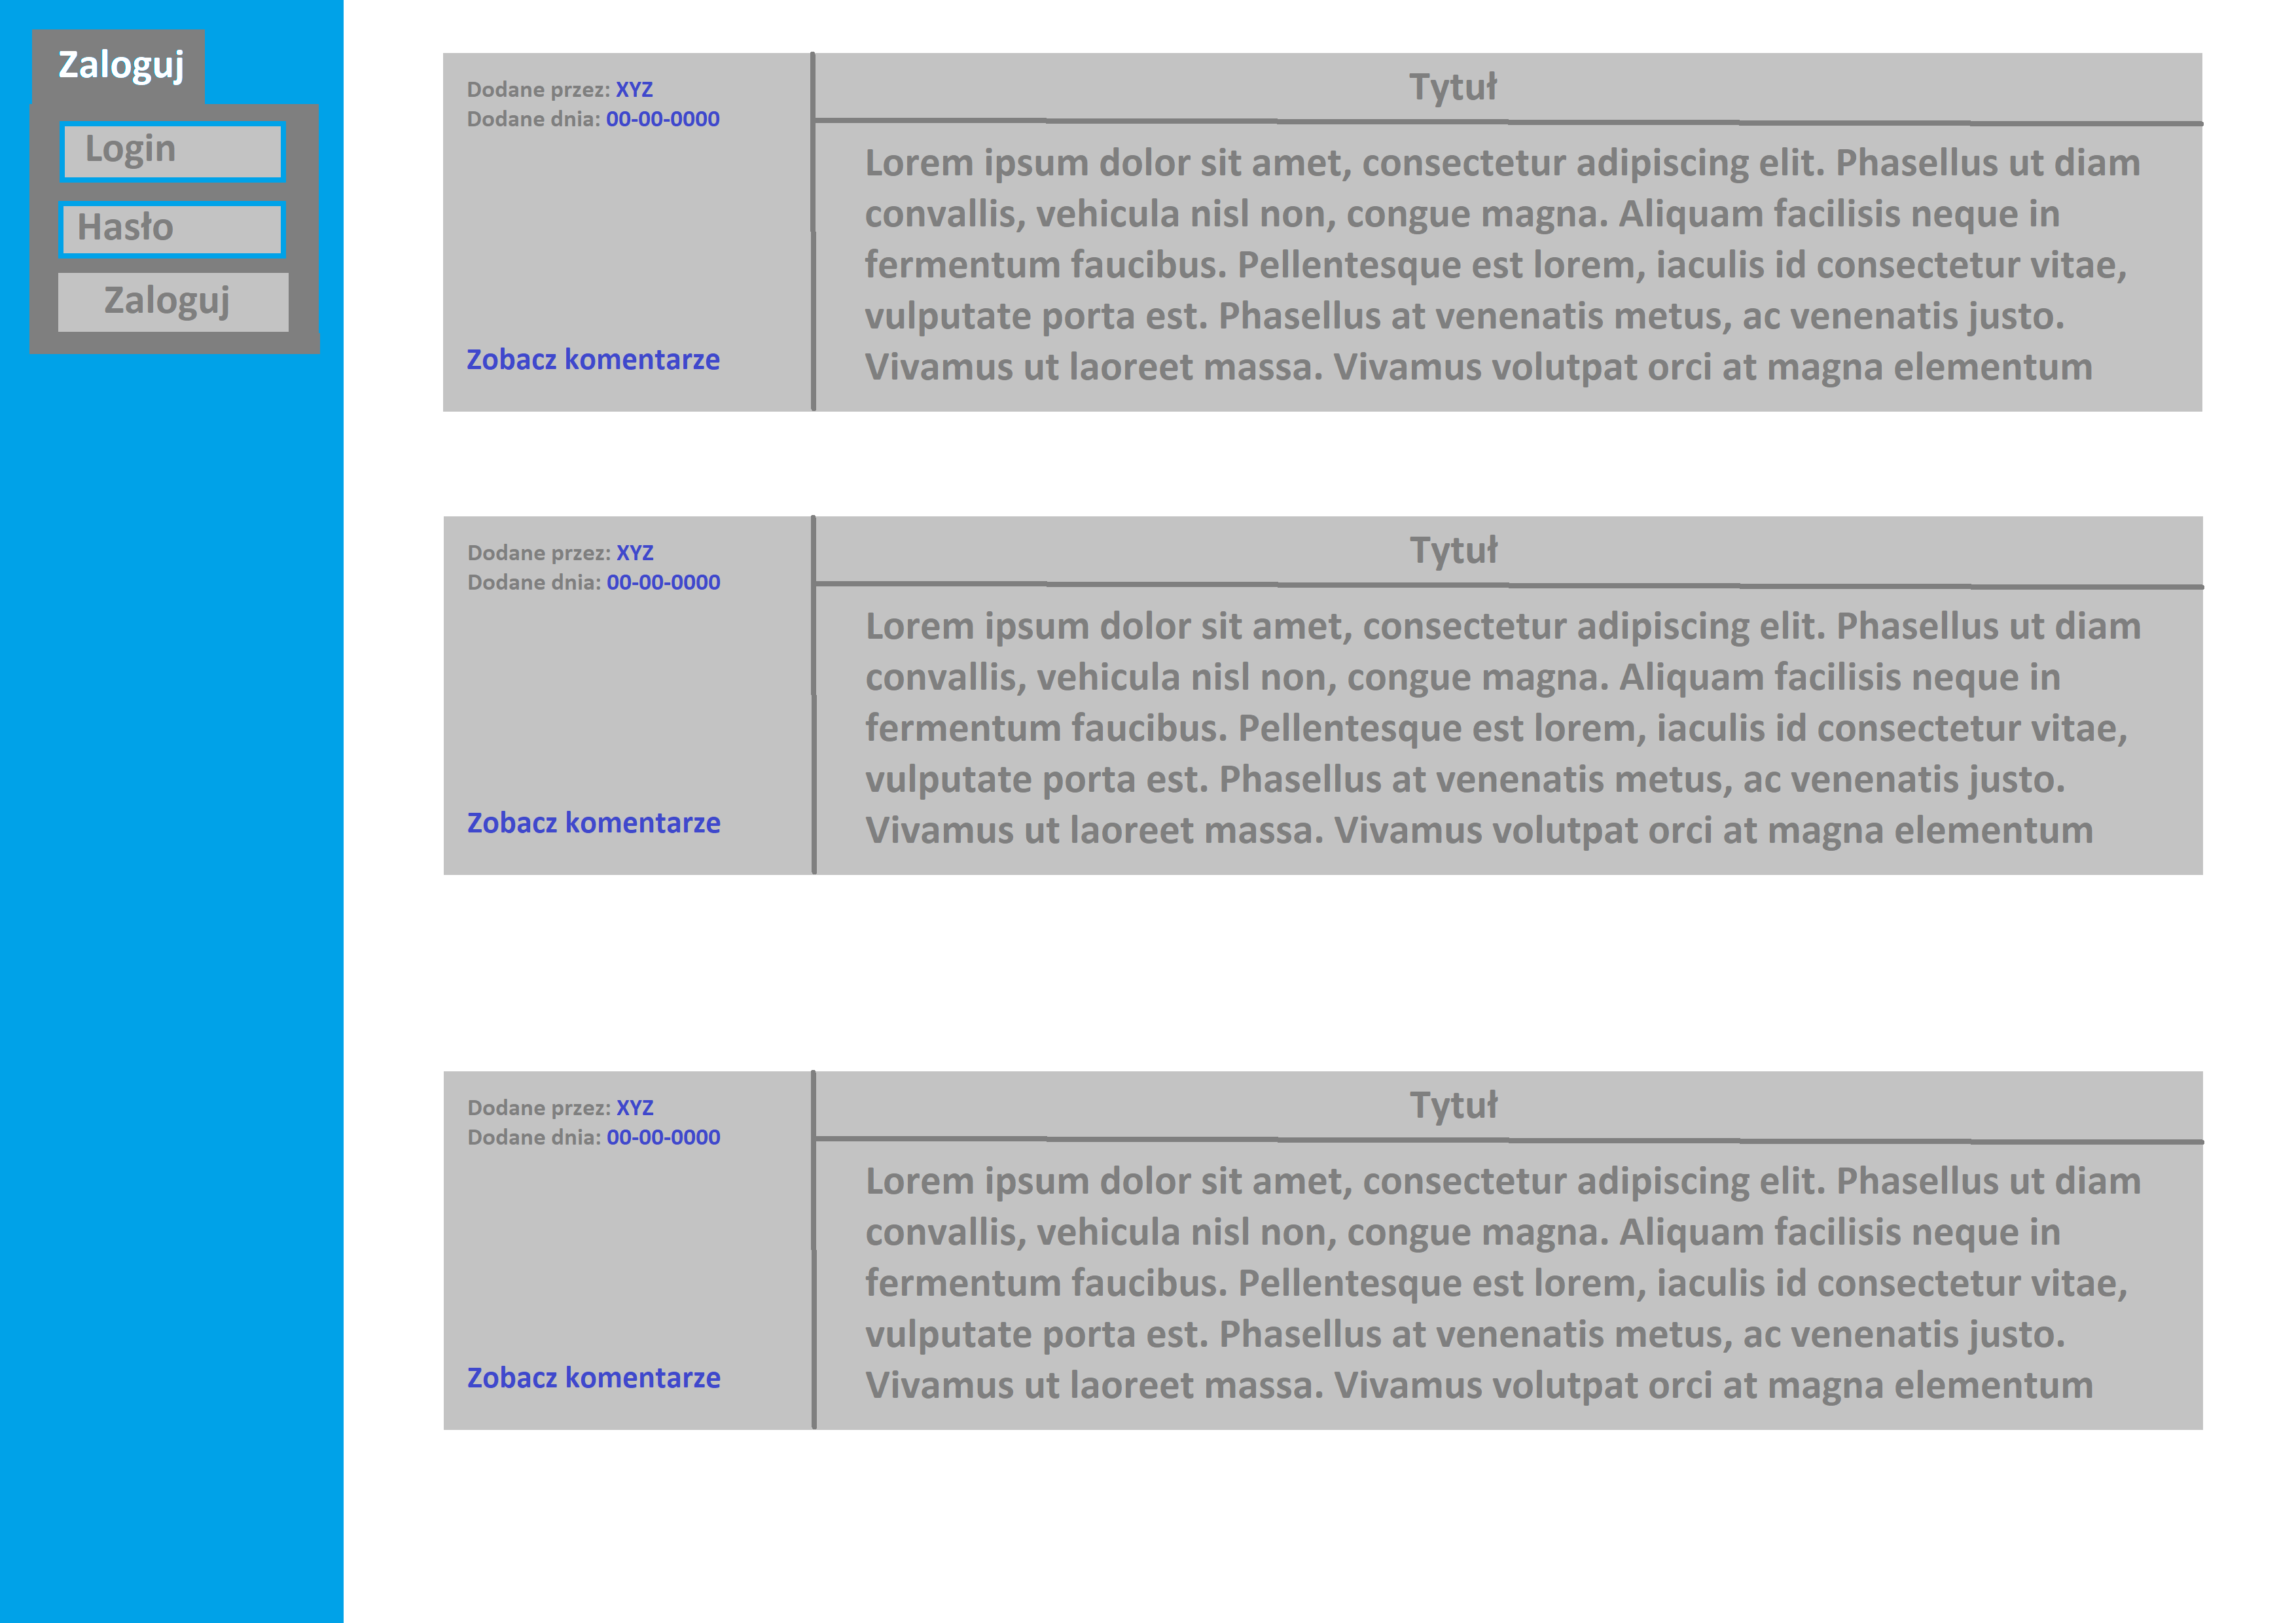 Zaloguj
Login
Hasło
Zaloguj
Dodane przez: XYZ
Dodane dnia: 00-00-0000
Zobacz komentarze
Tytuł
Lorem ipsum dolor sit amet, consectetur adipiscing elit. Phasellus ut diam
convallis, vehicula nisl non, congue magna. Aliquam facilisis neque in
fermentum faucibus. Pellentesque est lorem, iaculis id consectetur vitae,
vulputate porta est. Phasellus at venenatis metus, ac venenatis justo.
Vivamus ut laoreet massa. Vivamus volutpat orci at magna elementum
Dodane przez: XYZ
Dodane dnia: 00-00-0000
Zobacz komentarze
Tytuł
Lorem ipsum dolor sit amet, consectetur adipiscing elit. Phasellus ut diam
convallis, vehicula nisl non, congue magna. Aliquam facilisis neque in
fermentum faucibus. Pellentesque est lorem, iaculis id consectetur vitae,
vulputate porta est. Phasellus at venenatis metus, ac venenatis justo.
Vivamus ut laoreet massa. Vivamus volutpat orci at magna elementum
Dodane przez: XYZ
Dodane dnia: 00-00-0000
Zobacz komentarze
Tytuł
Lorem ipsum dolor sit amet, consectetur adipiscing elit. Phasellus ut diam
convallis, vehicula nisl non, congue magna. Aliquam facilisis neque in
fermentum faucibus. Pellentesque est lorem, iaculis id consectetur vitae,
vulputate porta est. Phasellus at venenatis metus, ac venenatis justo.
Vivamus ut laoreet massa. Vivamus volutpat orci at magna elementum